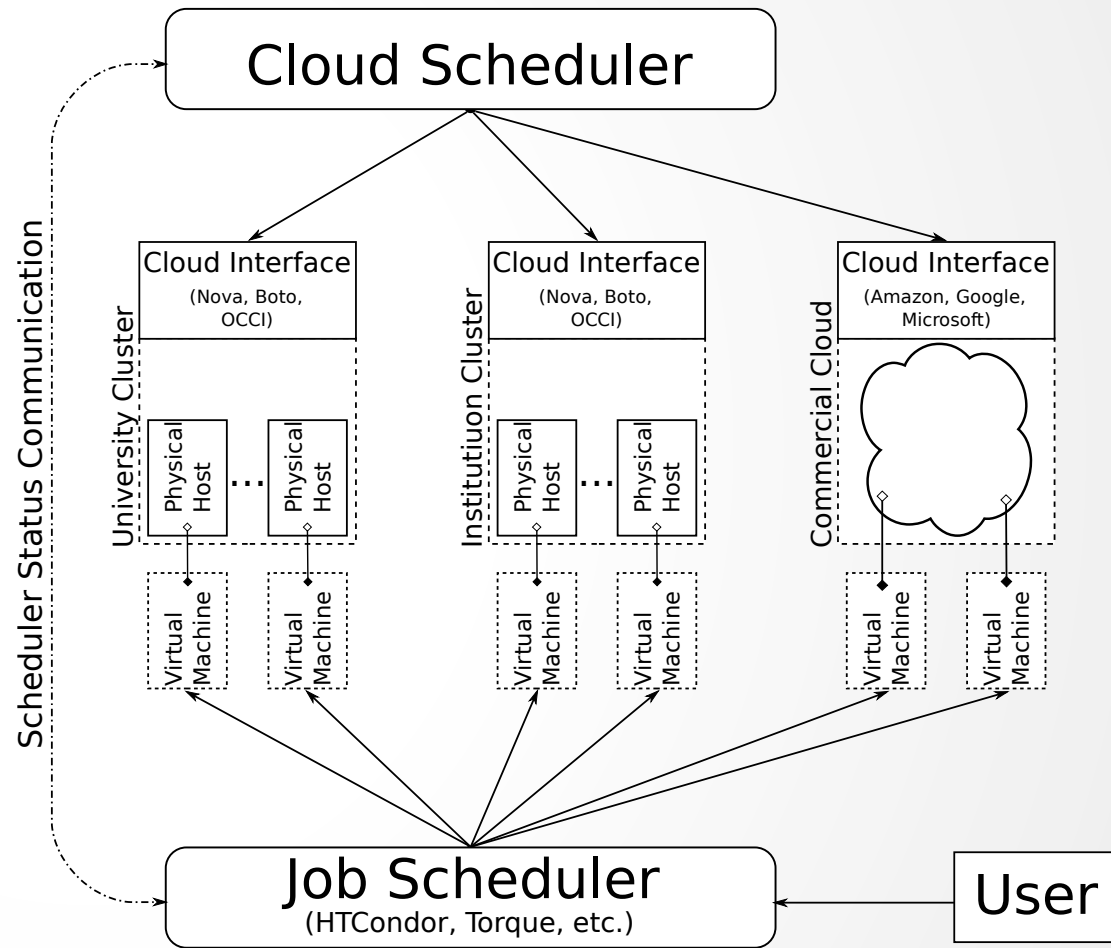 Cloud Scheduler
Scheduler Status Communication
University Cluster
Cloud Interface
(Nova, Boto,
OCCI)
Physical
Host
...
Physical
Host
Virtual
Machine
Virtual
Machine
Institiuon Cluster
Cloud Interface
(Nova, Boto,
OCCI)
Physical
Host
...
Physical
Host
Virtual
Machine
Virtual
Machine
Commercial Cloud
Cloud Interface
(Amazon, Google,
Microsoft)
Virtual
Machine
Virtual
Machine
Job Scheduler
(HTCondor, Torque, etc.)
User